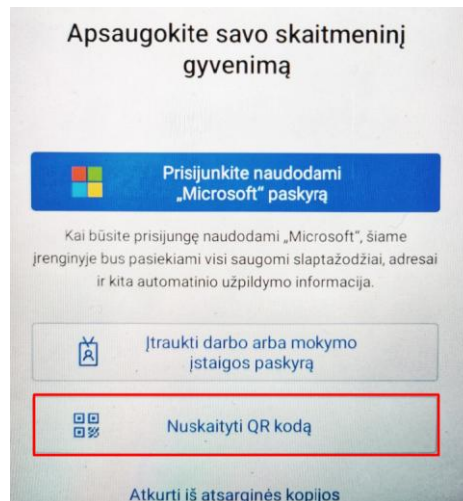 Apsaugokite savo skaitmeninį
gyvenimą
Prisijunkite naudodami
„Microsoft“ paskyrą
Kai būsite prisijungę naudodami „Microsoft“, šiame
įrenginyje bus pasiekiami visi saugomi slaptažodžiai, adresai
ir kita automatinio užpildymo informacija.
Įtraukti darbo arba mokymo
įstaigos paskyrą
Nuskaityti QR kodą
Atkurti iš atsarginės kopijos